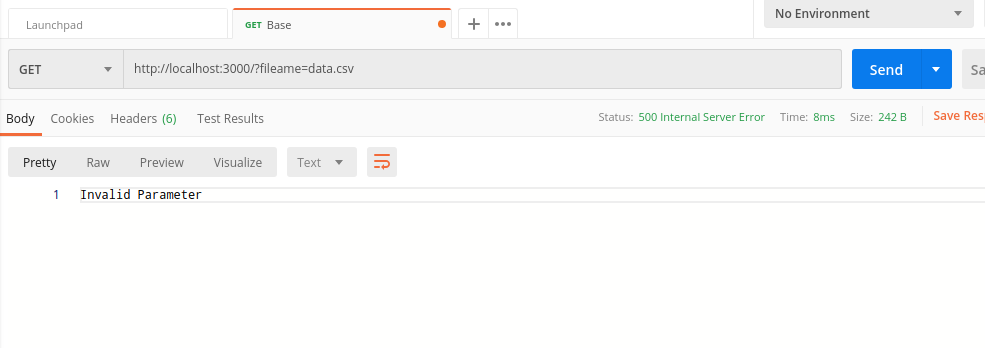 Launchpad
GET Base
No Environment
GET http://localhost:3000/?fileame=data.csv
Send
Sa
Body Cookies Headers (6) Test Results
Status: 500 Internal Server Error Time: 8ms Size: 242 B
Save Resp
Pretty Raw Preview Visualize Text
1 Invalid Parameter